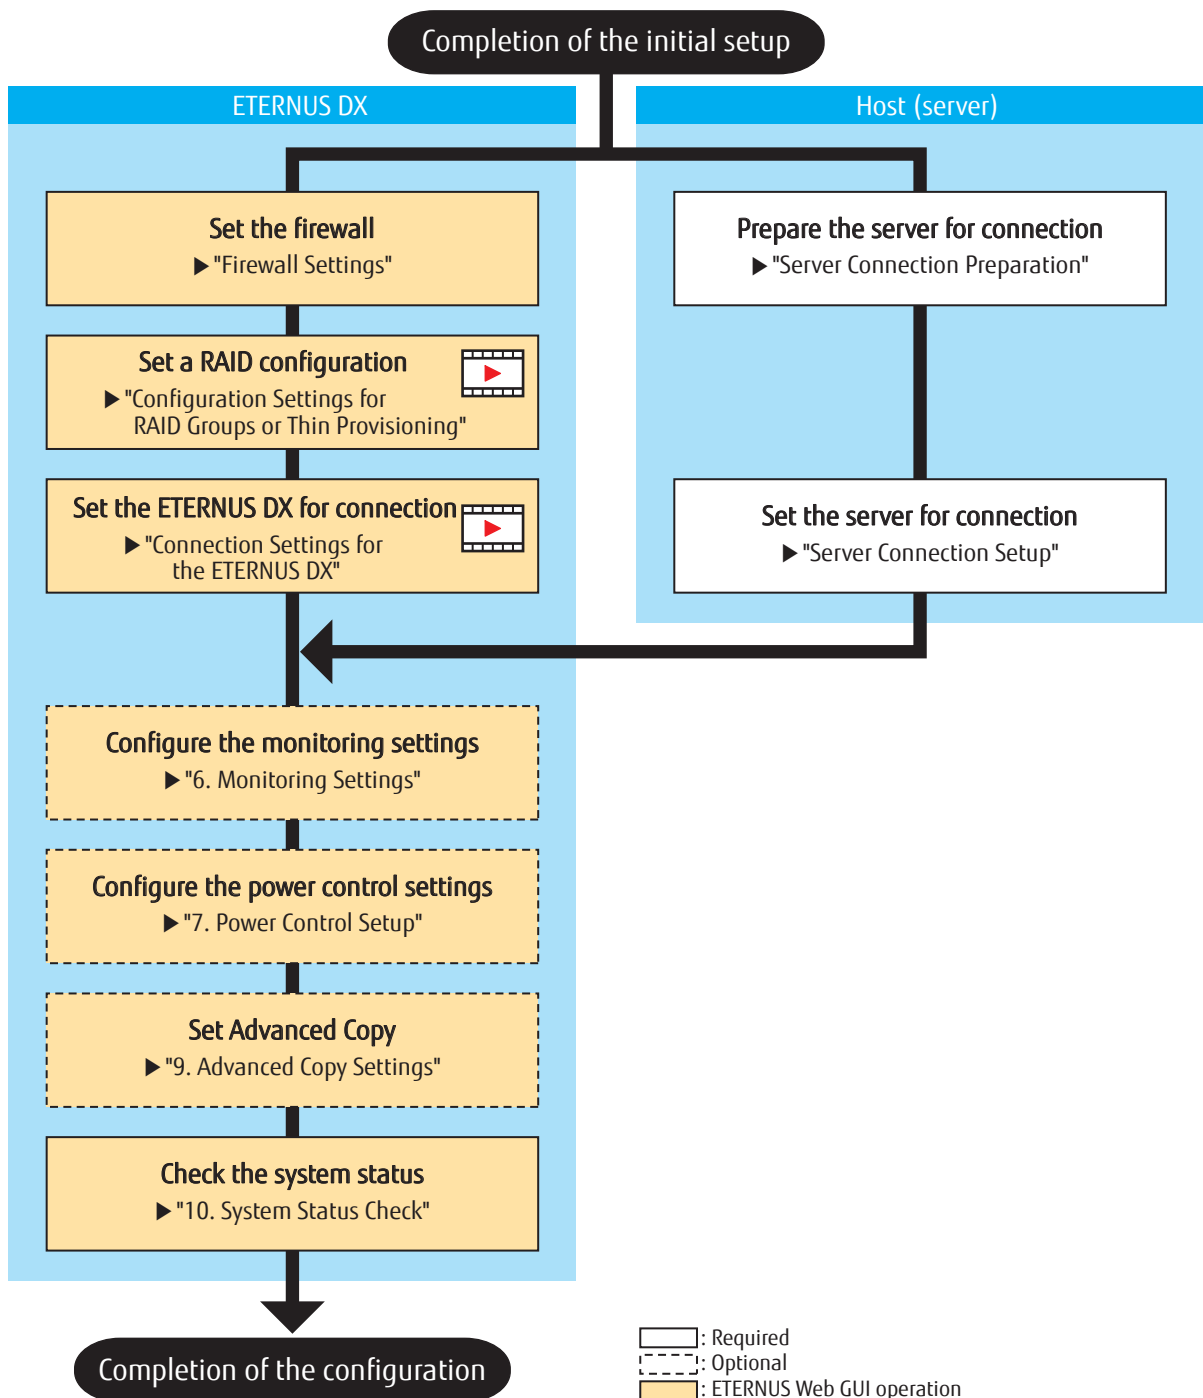 Completion of the initial setup
ETERNUS DX
Host (server)
Set the firewall
▶ "Firewall Settings"
Prepare the server for connection
▶ "Server Connection Preparation"
Set a RAID configuration
▶ "Configuration Settings for
RAID Groups or Thin Provisioning"
Set the ETERNUS DX for connection
▶ "Connection Settings for
the ETERNUS DX"
Set the server for connection
▶ "Server Connection Setup"
Configure the monitoring settings
▶ "6. Monitoring Settings"
Configure the power control settings
▶ "7. Power Control Setup"
Set Advanced Copy
▶ "9. Advanced Copy Settings"
Check the system status
▶ "10. System Status Check"
Completion of the configuration
: Required
: Optional
: ETERNUS Web GUI operation